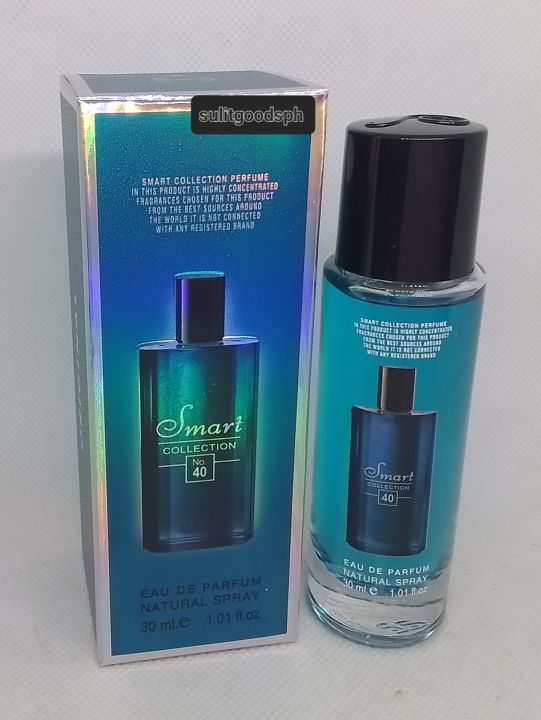 sulitgoodsph
SMART COLLECTION PERFUME
IN THIS PRODUCT IS HIGHLY CONCENTRATED
FRAGRANCES CHOSEN FOR THIS PRODUCT
FROM THE BEST SOURCES AROUND
THE WORLD IT IS NOT CONNECTED
WITH ANY REGISTERED BRAND
Smart
COLLECTION
No.
40
EAU DE PARFUM
NATURAL SPRAY
30 ml.e 1.01 fl.oz
SMART COLLECTION PERFUME
IN THIS PRODUCT IS HIGHLY CONCENTRATED
FRAGRANCES CHOSEN FOR THIS PRODUCT
FROM THE BEST SOURCES AROUND
THE WORLD IT IS NOT CONNECTED
WITH ANY REGISTERED BRAND
Smart
COLLECTION
40
EAU DE PARFUM
NATURAL SPRAY
30 ml.e 1.01 fl.oz